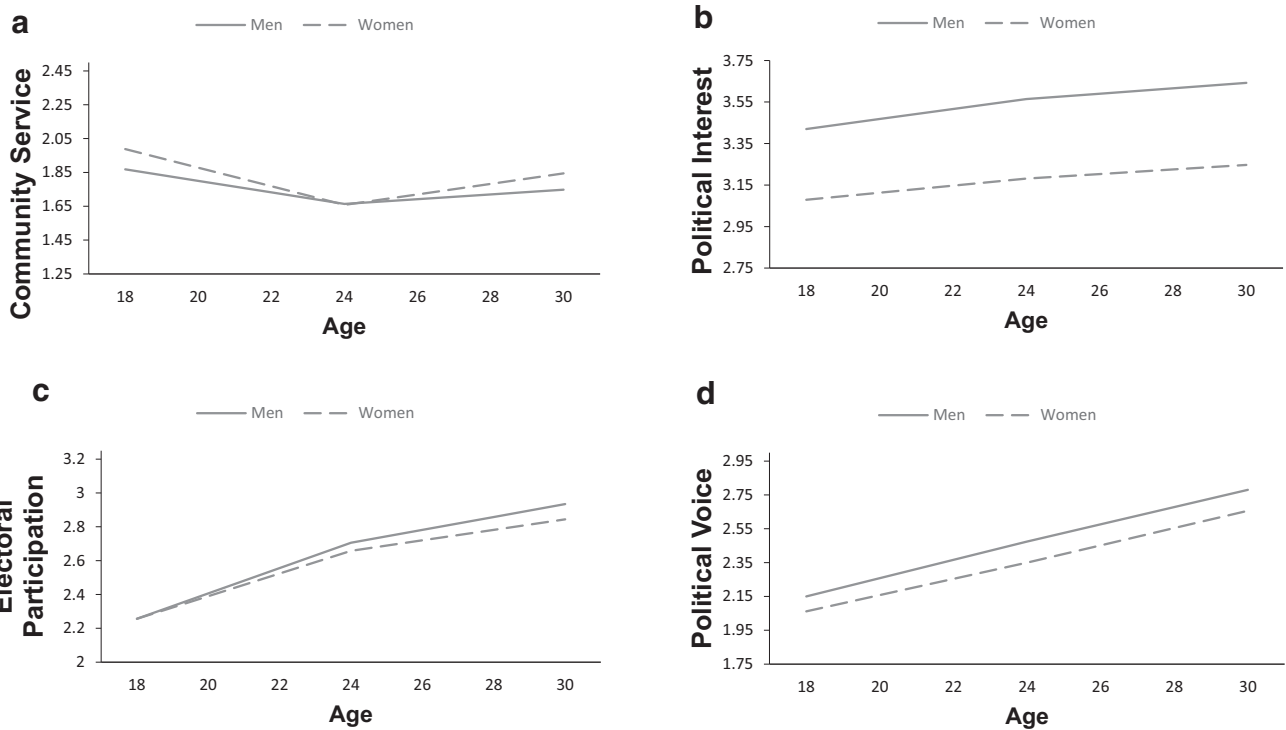 a
Men Women
Community Service
2.45
2.25
2.05
1.85
1.65
1.45
1.25
18 20 22 24 26 28 30
Age
b
Men Women
Political Interest
3.75
3.55
3.35
3.15
2.95
2.75
18 20 22 24 26 28 30
Age
c
Men Women
Electoral
Participation
3.2
3
2.8
2.6
2.4
2.2
2
18 20 22 24 26 28 30
Age
d
Men Women
Political Voice
2.95
2.75
2.55
2.35
2.15
1.95
1.75
18 20 22 24 26 28 30
Age